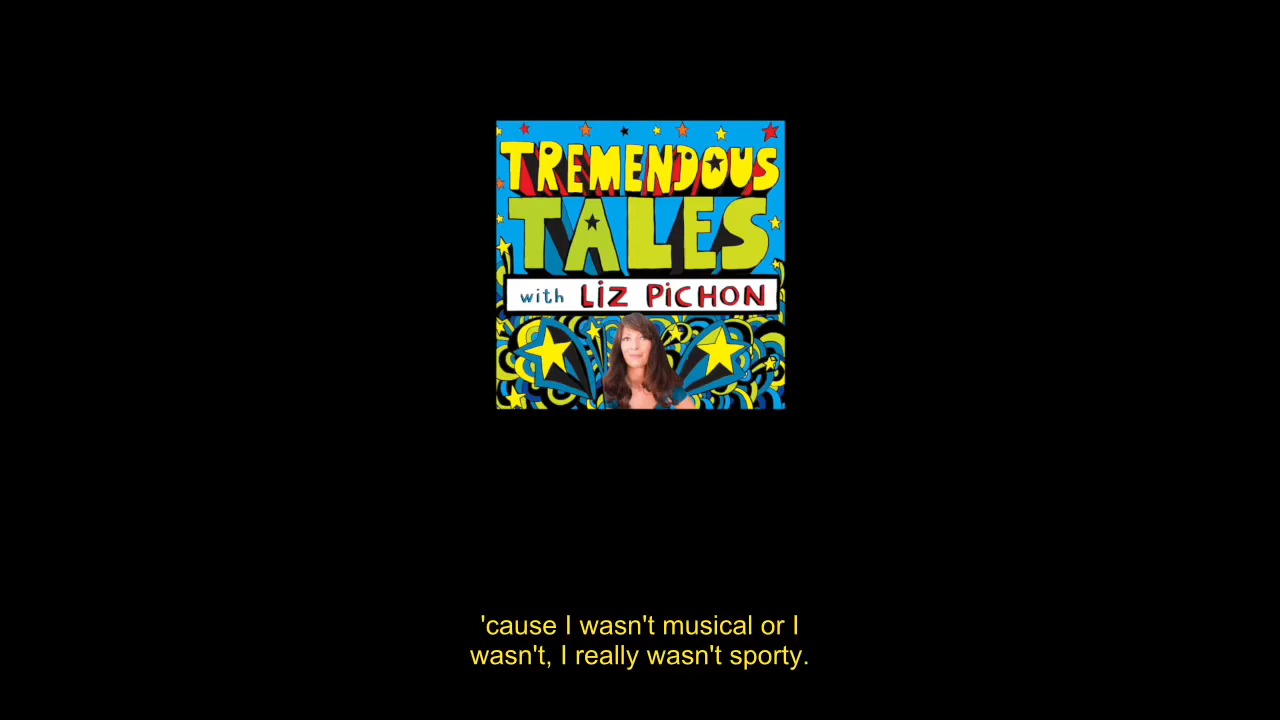 TREMENDOUS
TALES
with LiZ PiCHON
'cause I wasn't musical or I
wasn't, I really wasn't sporty.